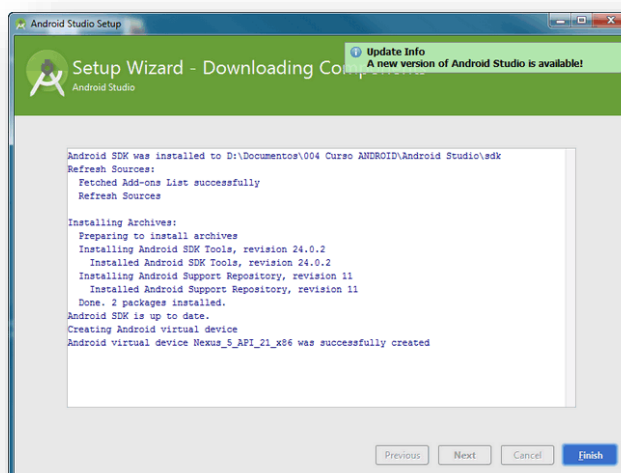 Android Studio Setup
Update Info
A new version of Android Studio is available!
Setup Wizard - Downloading Components
Android Studio
Android SDK was installed to D:\Documentos\004 Curso ANDROID\Android Studio\sdk
Refresh Sources:
Fetched Add-ons List successfully
Refresh Sources
Installing Archives:
Preparing to install archives
Installing Android SDK Tools, revision 24.0.2
Installed Android SDK Tools, revision 24.0.2
Installing Android Support Repository, revision 11
Installed Android Support Repository, revision 11
Done. 2 packages installed.
Android SDK is up to date.
Creating Android virtual device
Android virtual device Nexus_5_API_21_x86 was successfully created
Previous Next Cancel Finish